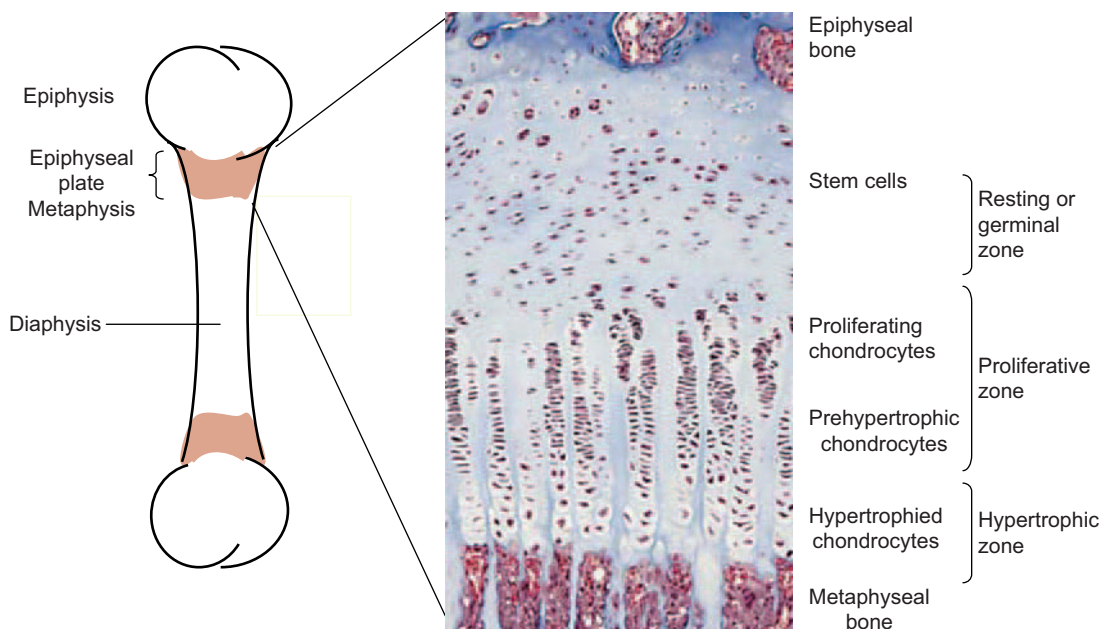 Epiphysis
Epiphyseal
plate
Metaphysis
Diaphysis
Epiphyseal
bone
Stem cells
Resting or
germinal
zone
Proliferating
chondrocytes
Proliferative
zone
Prehypertrophic
chondrocytes
Hypertrophied
chondrocytes
Hypertrophic
zone
Metaphyseal
bone